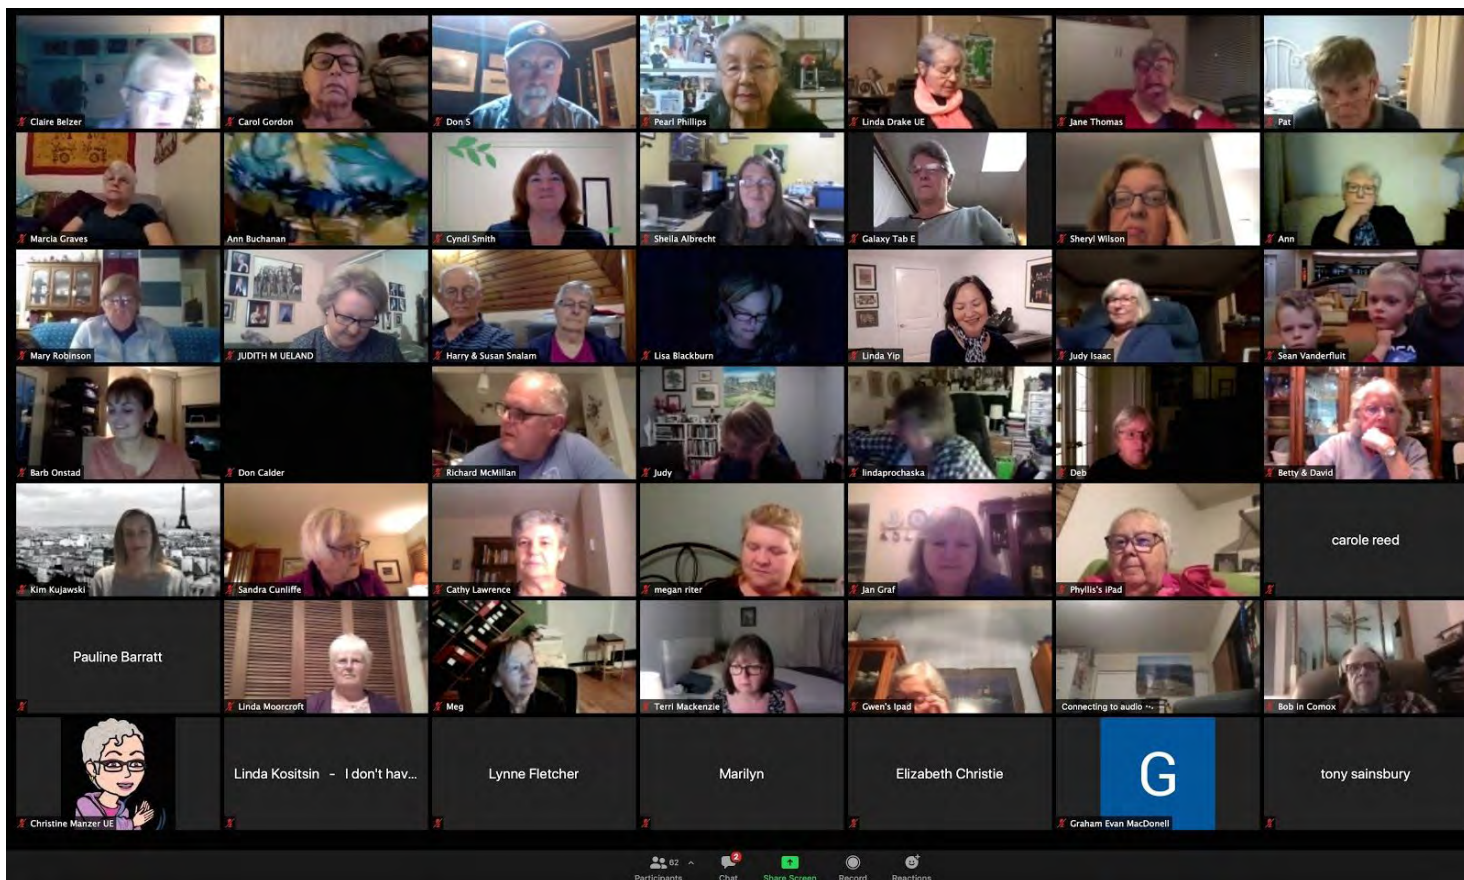 Claire Belzer
Carol Gordon
Don S
Pearl Phillips
Linda Drake UE
Jane Thomas
Pat
Marcia Graves
Ann Buchanan
Cyndi Smith
Sheila Albrecht
Galaxy Tab E
Sheryl Wilson
Ann
Mary Robinson
JUDITH M UELAND
Harry & Susan Snalam
Lisa Blackburn
Linda Yip
Judy Isaac
Sean Vanderfluit
Barb Onstad
Don Calder
Richard McMillan
Judy
lindaprochaska
Deb
Betty & David
Kim Kujawski
Sandra Cunliffe
Cathy Lawrence
megan riter
Jan Graf
Phyllis's iPad
carole reed
Pauline Barratt
Linda Moorcroft
Meg
Terri Mackenzie
Gwen's Ipad
Connecting to audio
Bob in Comox
Christine Manzer UE
Linda Kositsin - I don't hav...
Lynne Fletcher
Marilyn
Elizabeth Christie
G
Graham Evan MacDonell
tony sainsbury
62
2
Participants
Chat
Share Screen
Record
Reactions